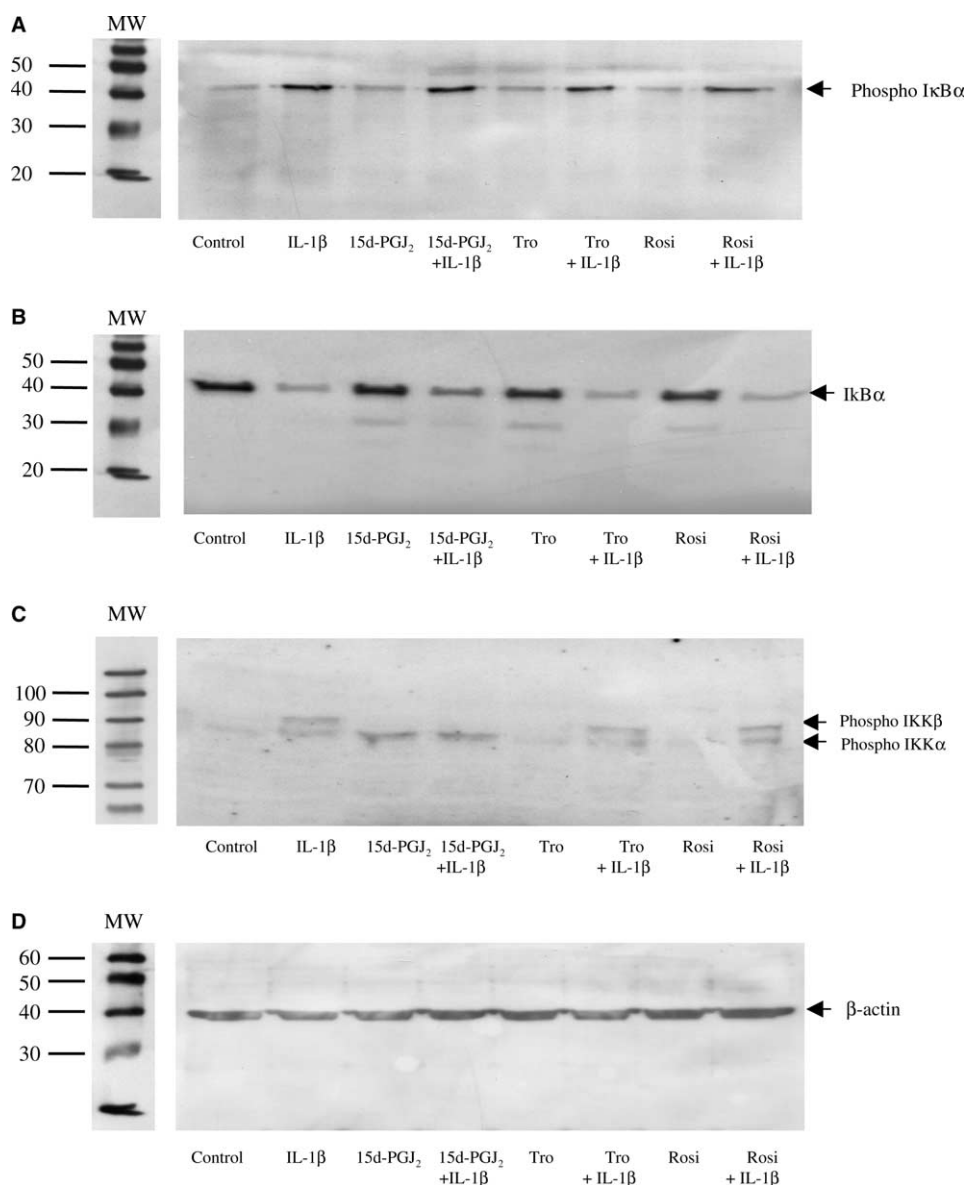 A
MW
50
40
30
20
Phospho IκBα
Control IL-1β 15d-PGJ₂ 15d-PGJ₂ +IL-1β Tro Tro + IL-1β Rosi Rosi + IL-1β
B
MW
50
40
30
20
IkBα
Control IL-1β 15d-PGJ₂ 15d-PGJ₂ +IL-1β Tro Tro + IL-1β Rosi Rosi + IL-1β
C
MW
100
90
80
70
Phospho IKKβ
Phospho IKKα
Control IL-1β 15d-PGJ₂ 15d-PGJ₂ +IL-1β Tro Tro + IL-1β Rosi Rosi + IL-1β
D
MW
60
50
40
30
β-actin
Control IL-1β 15d-PGJ₂ 15d-PGJ₂ +IL-1β Tro Tro + IL-1β Rosi Rosi + IL-1β